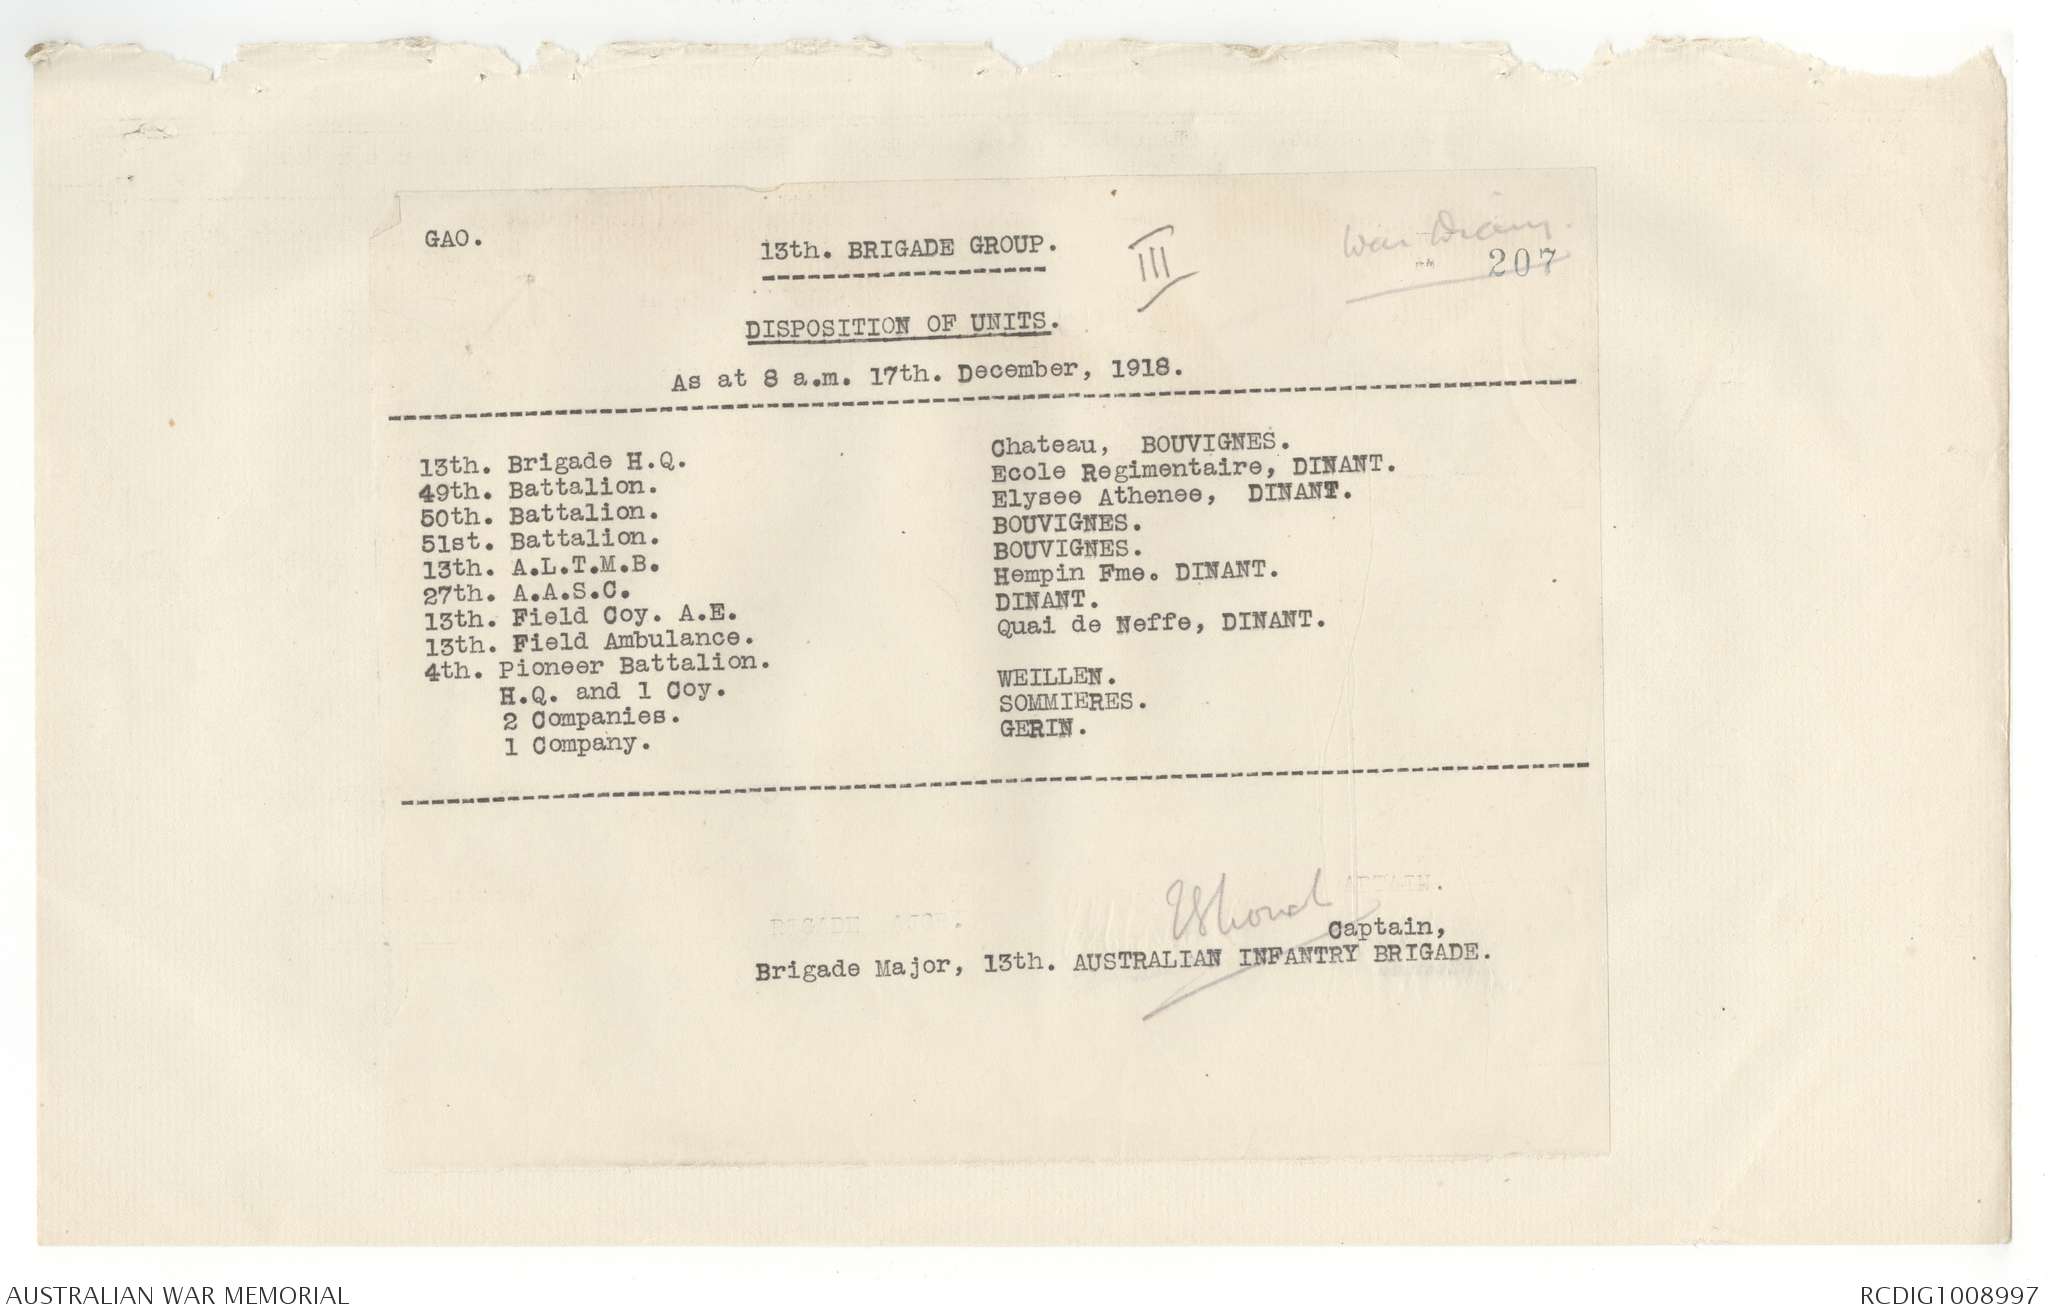 GAO.
13th. BRIGADE GROUP.
III
War Diary.
207
DISPOSITION OF UNITS.
As at 8 a.m. 17th. December, 1918.
13th. Brigade H.Q. Chateau, BOUVIGNES.
49th. Battalion. Ecole Regimentaire, DINANT.
50th. Battalion. Elysee Athenee, DINANT.
51st. Battalion. BOUVIGNES.
13th. A.L.T.M.B. BOUVIGNES.
27th. A.A.S.C. Hempin Fme. DINANT.
13th. Field Coy. A.E. DINANT.
13th. Field Ambulance. Quai de Neffe, DINANT.
4th. Pioneer Battalion.
H.Q. and 1 Coy. WEILLEN.
2 Companies. SOMMIERES.
1 Company. GERIN.
Captain,
Brigade Major, 13th. AUSTRALIAN INFANTRY BRIGADE.
AUSTRALIAN WAR MEMORIAL
RCDIG1008997